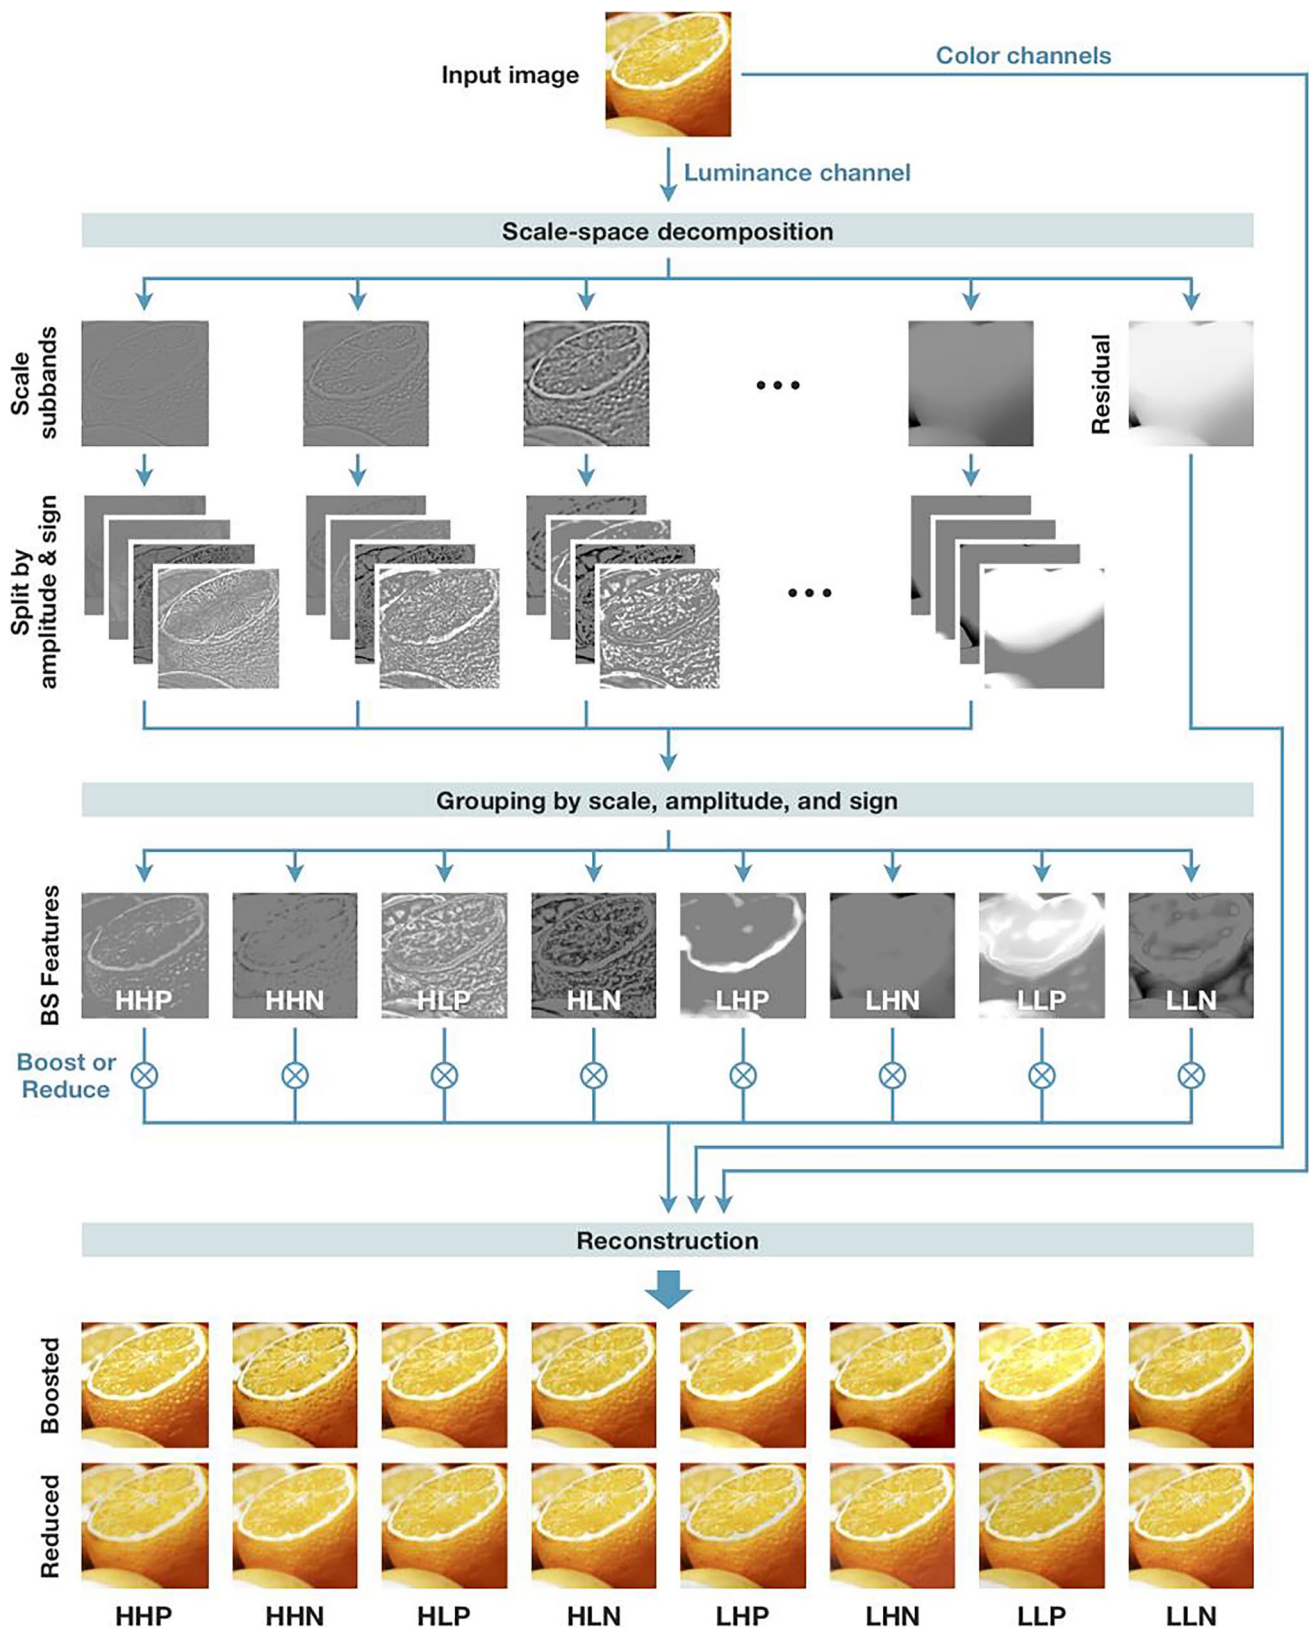 Input image
Color channels
Luminance channel
Scale-space decomposition
Scale
subbands
Residual
Split by
amplitude & sign
Grouping by scale, amplitude, and sign
BS Features
HHP
HHN
HLP
HLN
LHP
LHN
LLP
LLN
Boost or
Reduce
Reconstruction
Boosted
Reduced
HHP
HHN
HLP
HLN
LHP
LHN
LLP
LLN